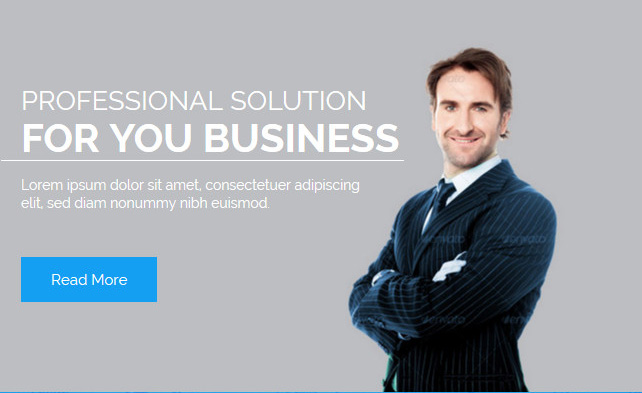 PROFESSIONAL SOLUTION
FOR YOU BUSINESS
Lorem ipsum dolor sit amet, consectetuer adipiscing
elit, sed diam nonummy nibh euismod.
Read More
envato